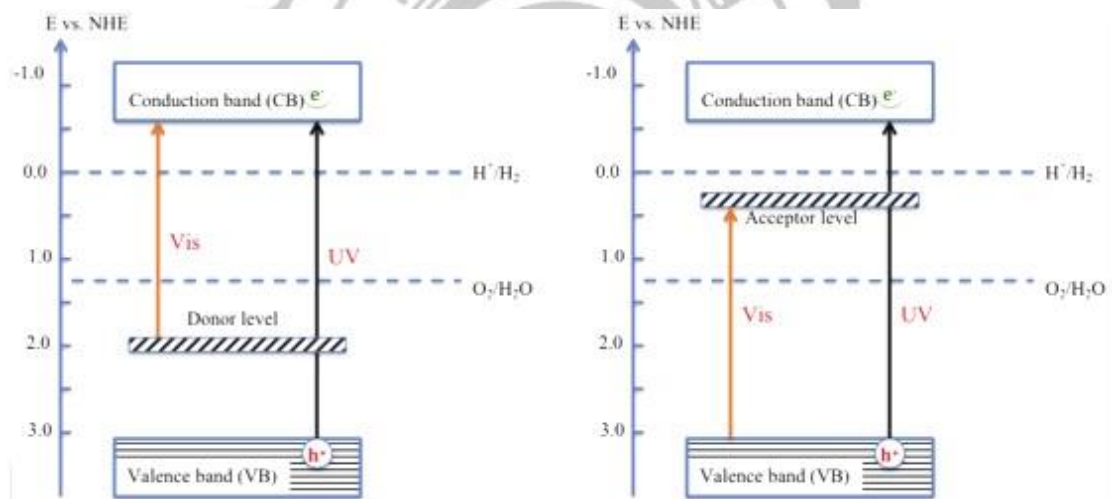 E vs. NHE
-1.0
Conduction band (CB) e-
0.0
H+/H2
Vis
1.0
UV
O2/H2O
Donor level
2.0
3.0
h+
Valence band (VB)
E vs. NHE
-1.0
Conduction band (CB) e-
0.0
H+/H2
Acceptor level
1.0
O2/H2O
Vis
UV
2.0
3.0
h+
Valence band (VB)